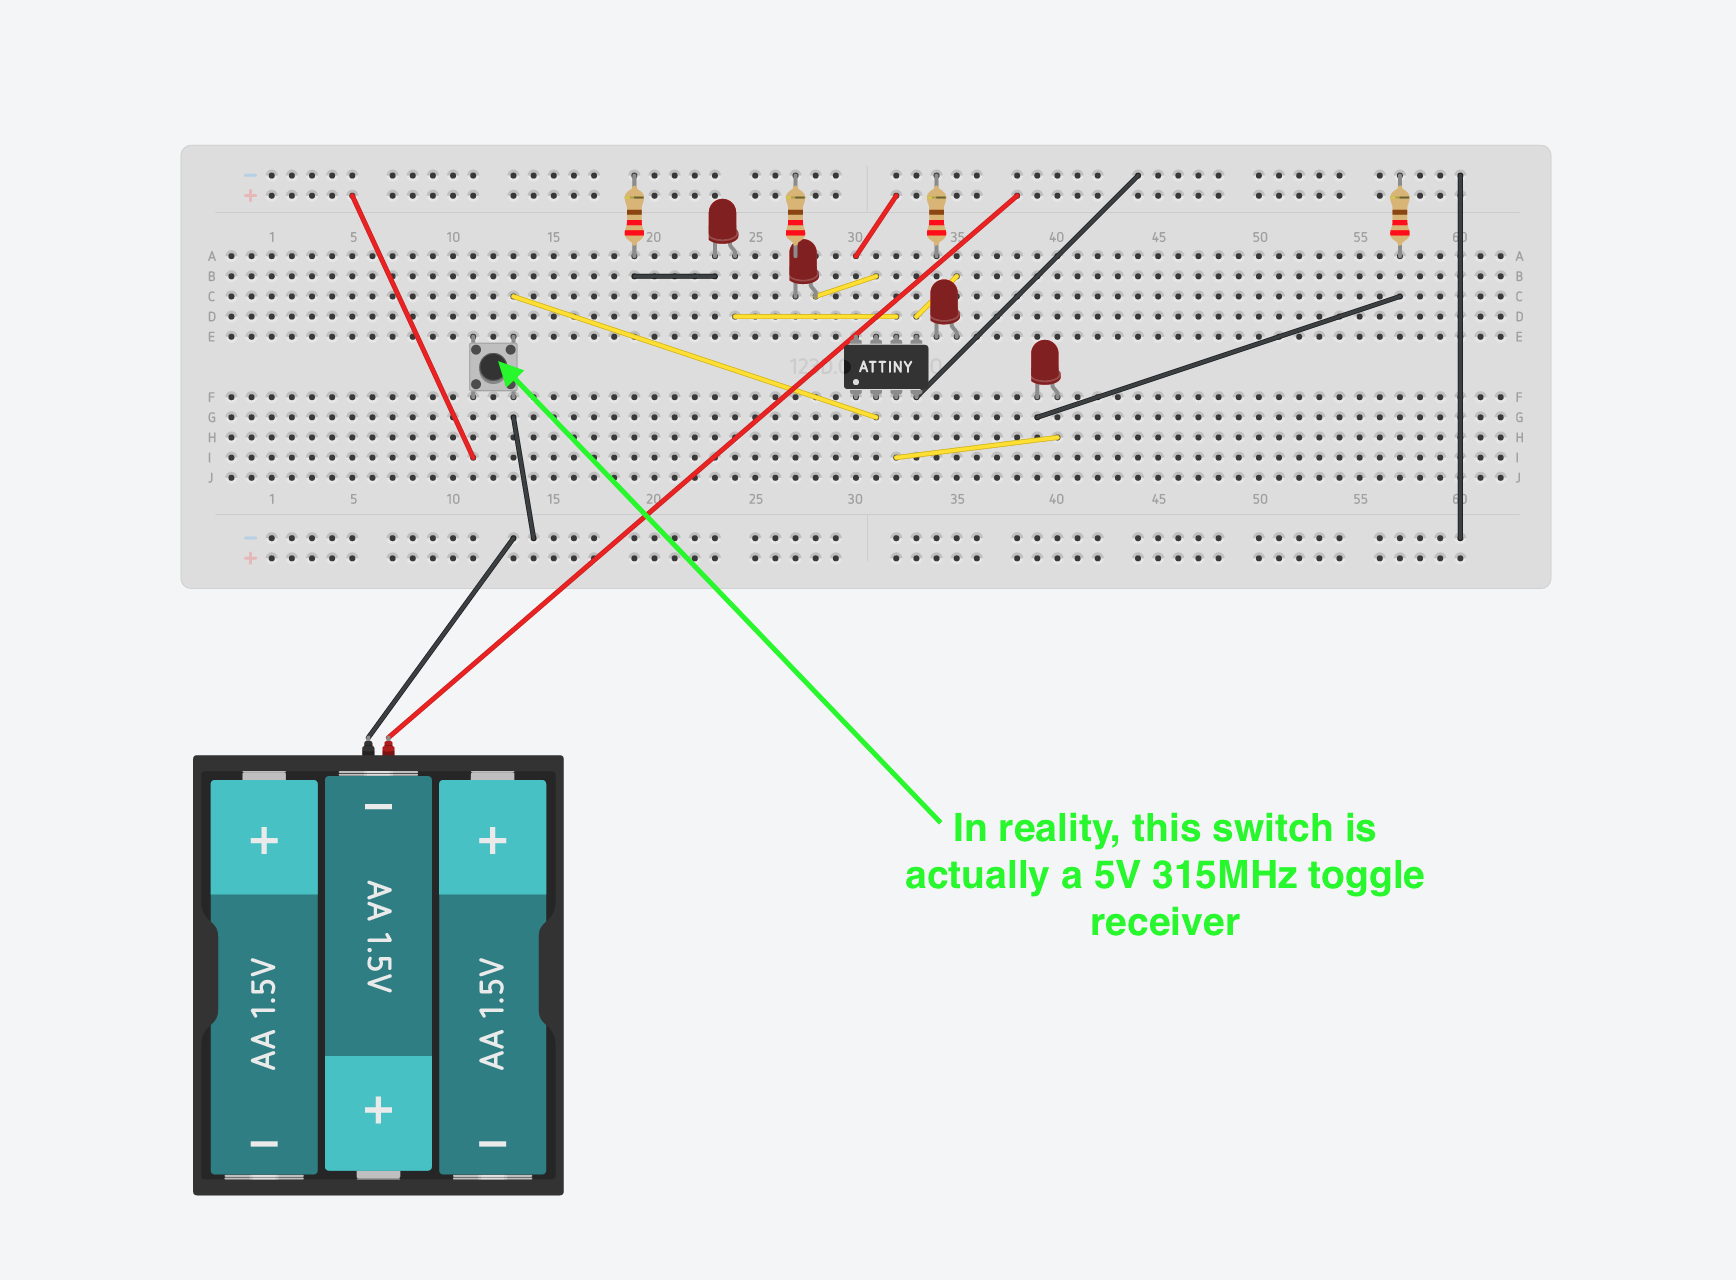 − 
+
1 5 10 15 20 25 30 35 40 45 50 55 60
A A
B B
C C
D D
E E
ATTINY
F F
G G
H H
I I
J J
1 5 10 15 20 25 30 35 40 45 50 55 60
−
+
+ − +
AA 1.5V AA 1.5V AA 1.5V
− + −
In reality, this switch is
actually a 5V 315MHz toggle
receiver